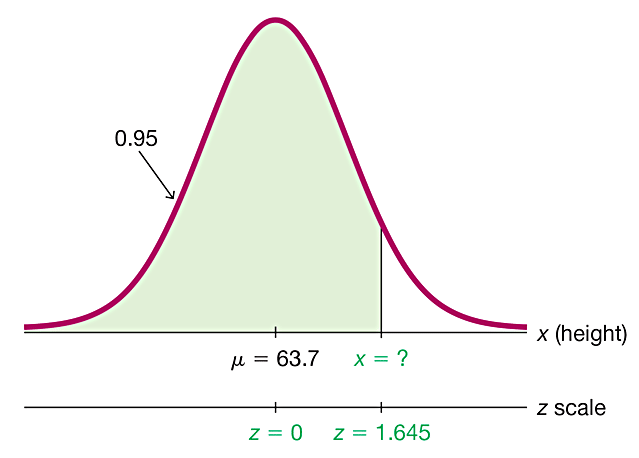 0.95
x (height)
μ = 63.7
x = ?
z scale
z = 0
z = 1.645